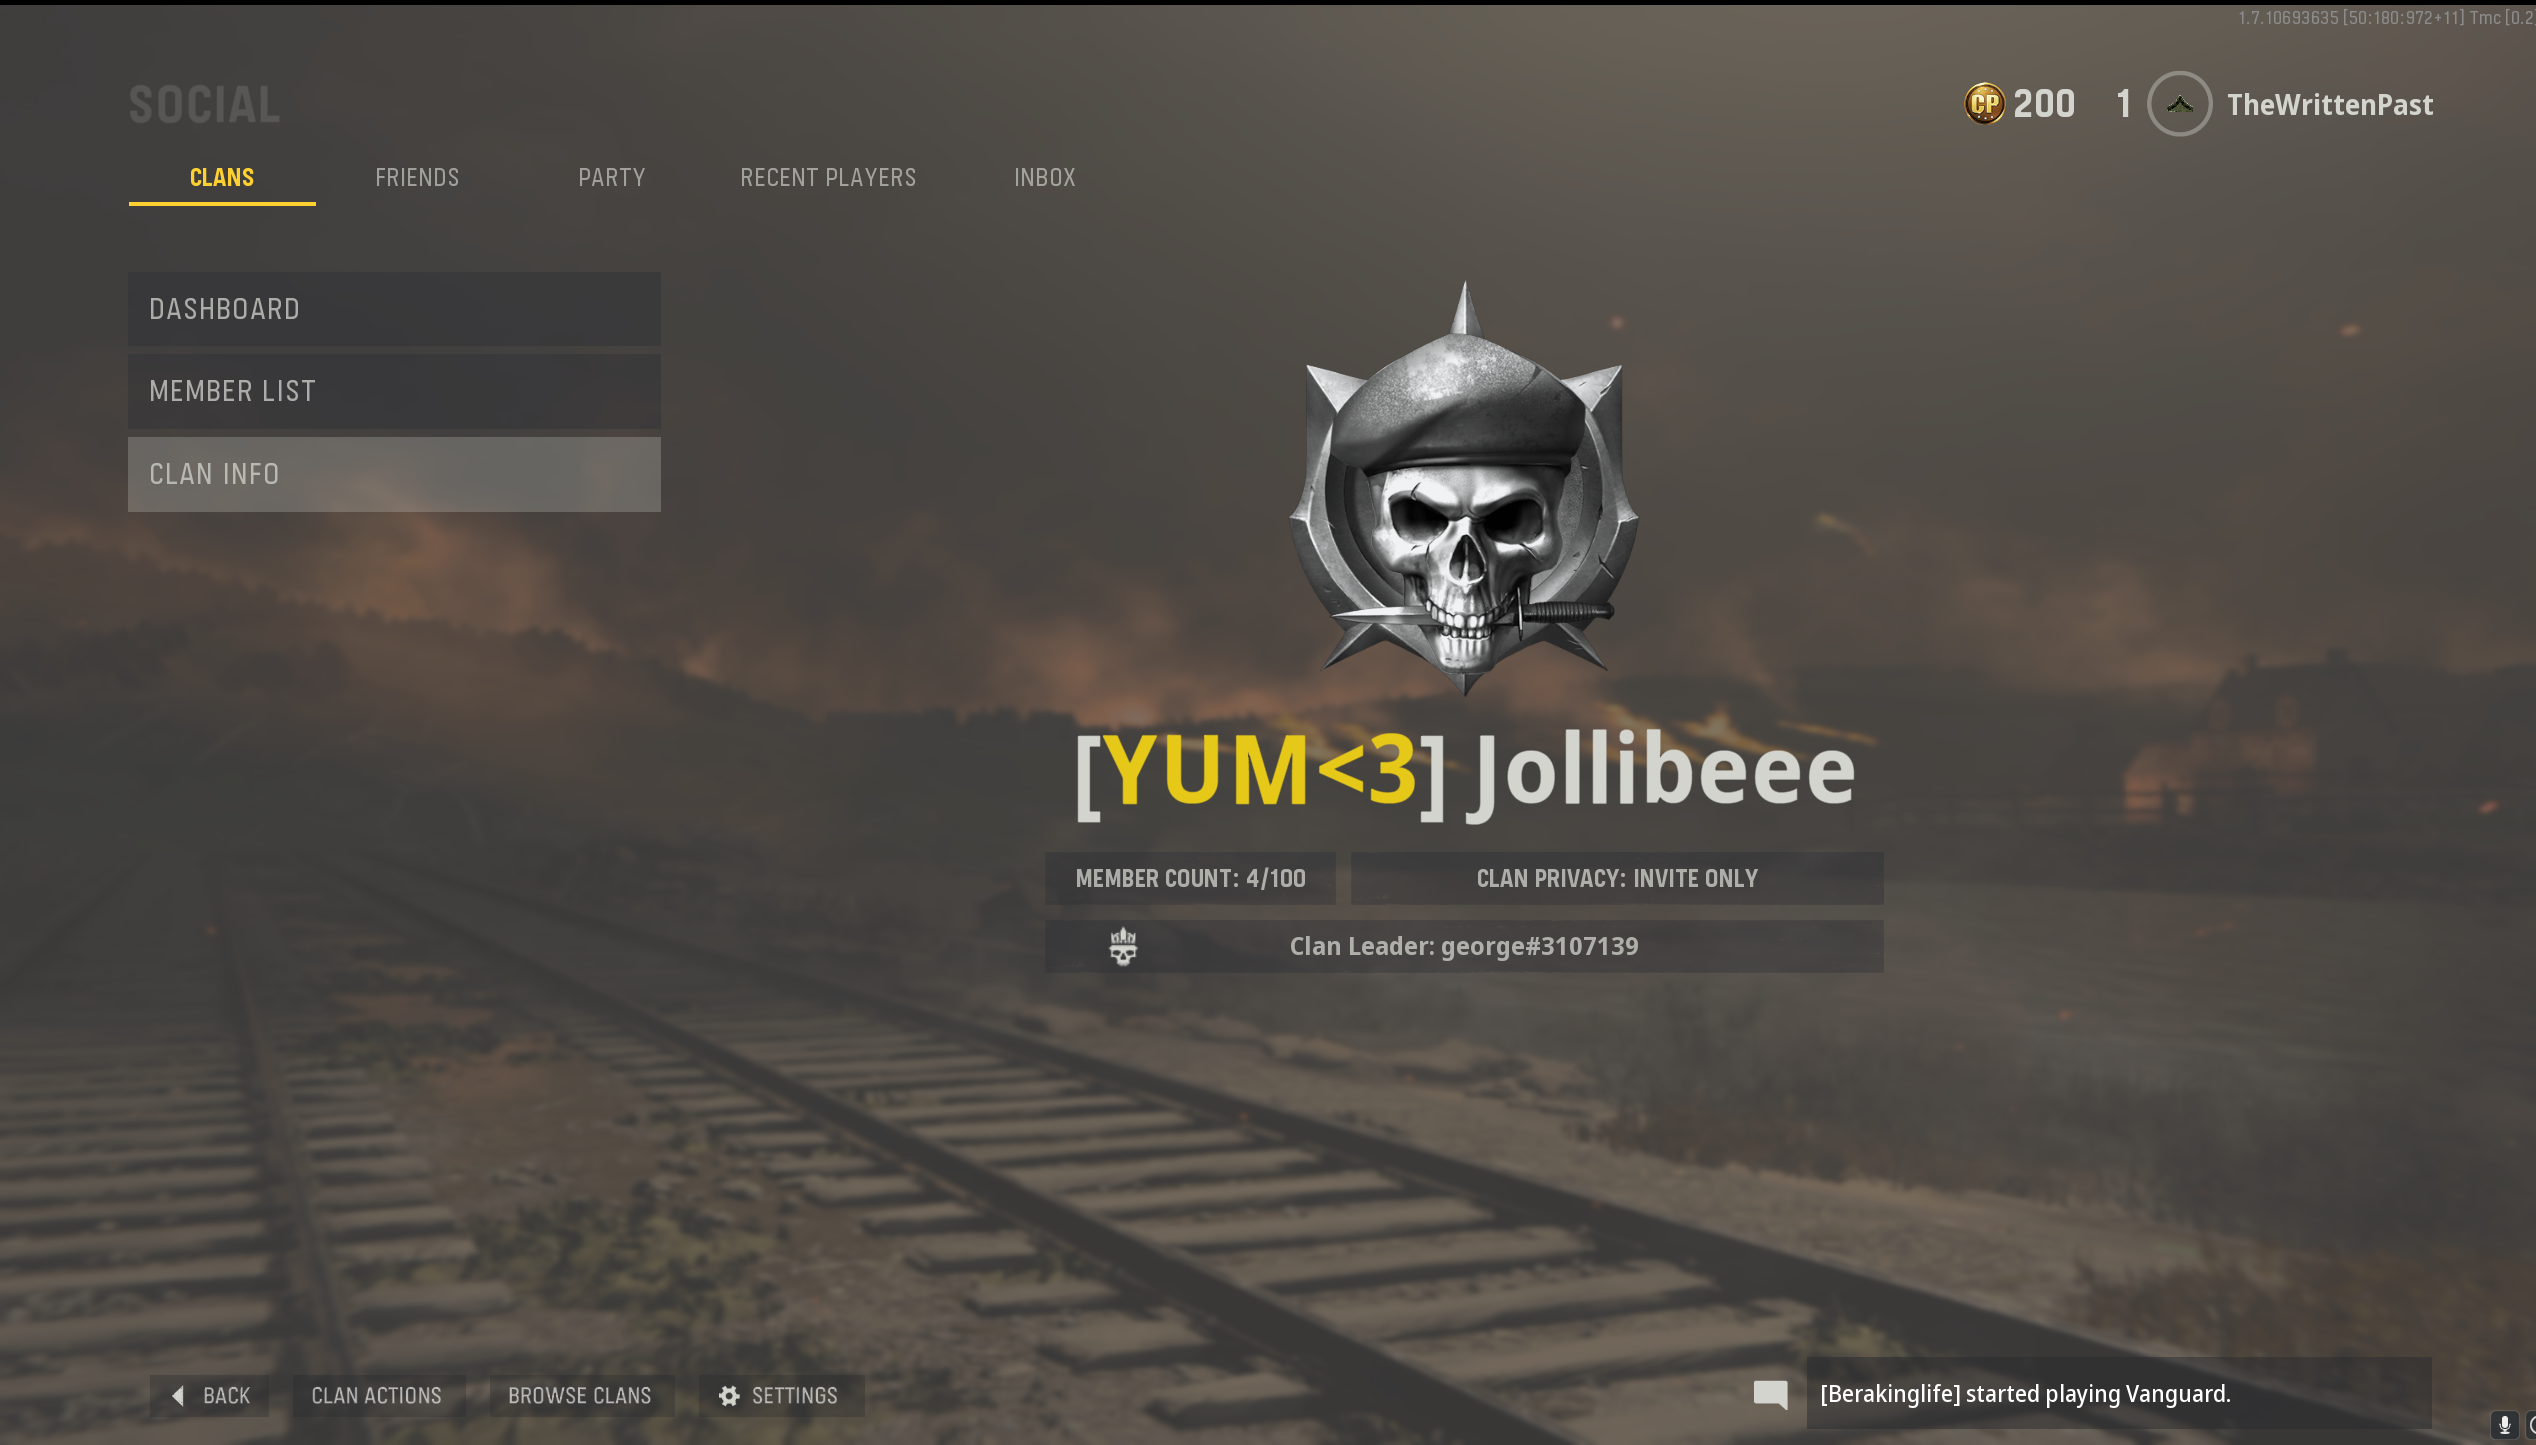 1.7.10693635 [50:180:972+11] Tmc [0.2]
SOCIAL
CP 200 1 TheWrittenPast
CLANS FRIENDS PARTY RECENT PLAYERS INBOX
DASHBOARD
MEMBER LIST
CLAN INFO
[YUM<3] Jollibeee
MEMBER COUNT: 4/100 CLAN PRIVACY: INVITE ONLY
Clan Leader: george#3107139
BACK CLAN ACTIONS BROWSE CLANS SETTINGS
[Berakinglife] started playing Vanguard.